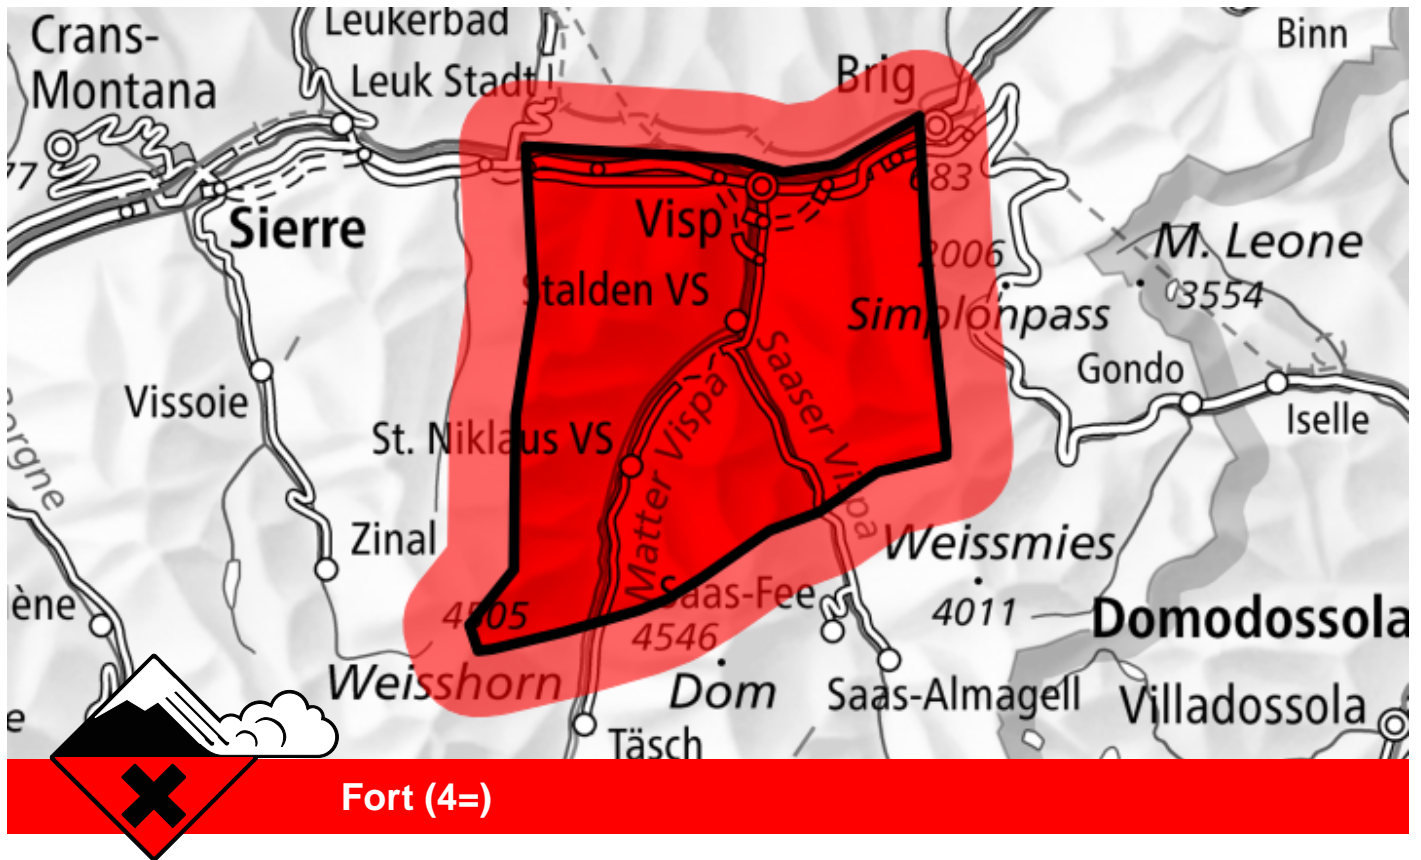 Crans-
Montana
Leukerbad
Leuk Stadt
Brig
Binn
77
Sierre
Visp
683
2006
M. Leone
3554
Stalden VS
Simplonpass
Gondo
Iselle
Vissoie
St. Niklaus VS
Saaser Vispa
Matter Vispa
Zinal
Weissmies
4011
Saas-Fee
4505
4546
Domodossola
Weisshorn
Dom
Saas-Almagell
Villadossola
Täsch
Fort (4=)